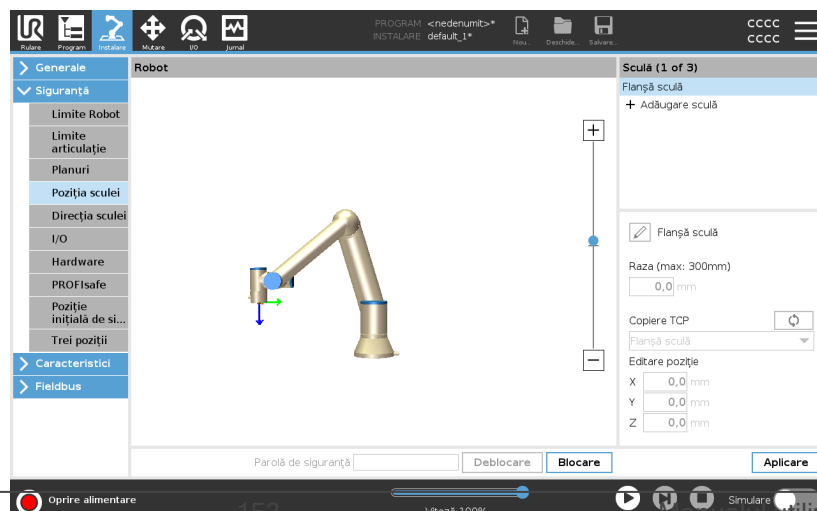 PROGRAM <nedenumit>*
INSTALARE default_1*
Rulare Program Instalare Mutare I/O Jurnal
Nou... Deschide... Salvare...
cccc
cccc
Generale
Siguranță
Limite Robot
Limite
articulație
Planuri
Poziția sculei
Direcția sculei
I/O
Hardware
PROFIsafe
Poziție
inițială de si...
Trei poziții
Caracteristici
Fieldbus
Robot
Sculă (1 of 3)
Flanșă sculă
+ Adăugare sculă
Flanșă sculă
Raza (max: 300mm)
0,0 mm
Copiere TCP
Flanșă sculă
Editare poziție
X 0,0 mm
Y 0,0 mm
Z 0,0 mm
Parolă de siguranță Deblocare Blocare Aplicare
Oprire alimentare
Viteză 100%
Simulare